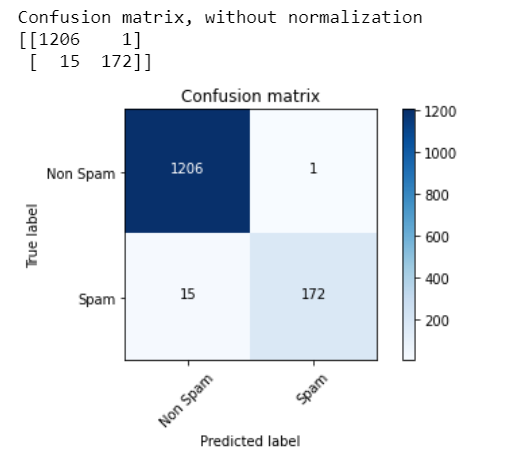 Confusion matrix, without normalization
[[1206    1]
 [  15  172]]
Confusion matrix
1200
1000
800
600
400
200
True label
Non Spam
1206
1
Spam
15
172
Non Spam
Spam
Predicted label